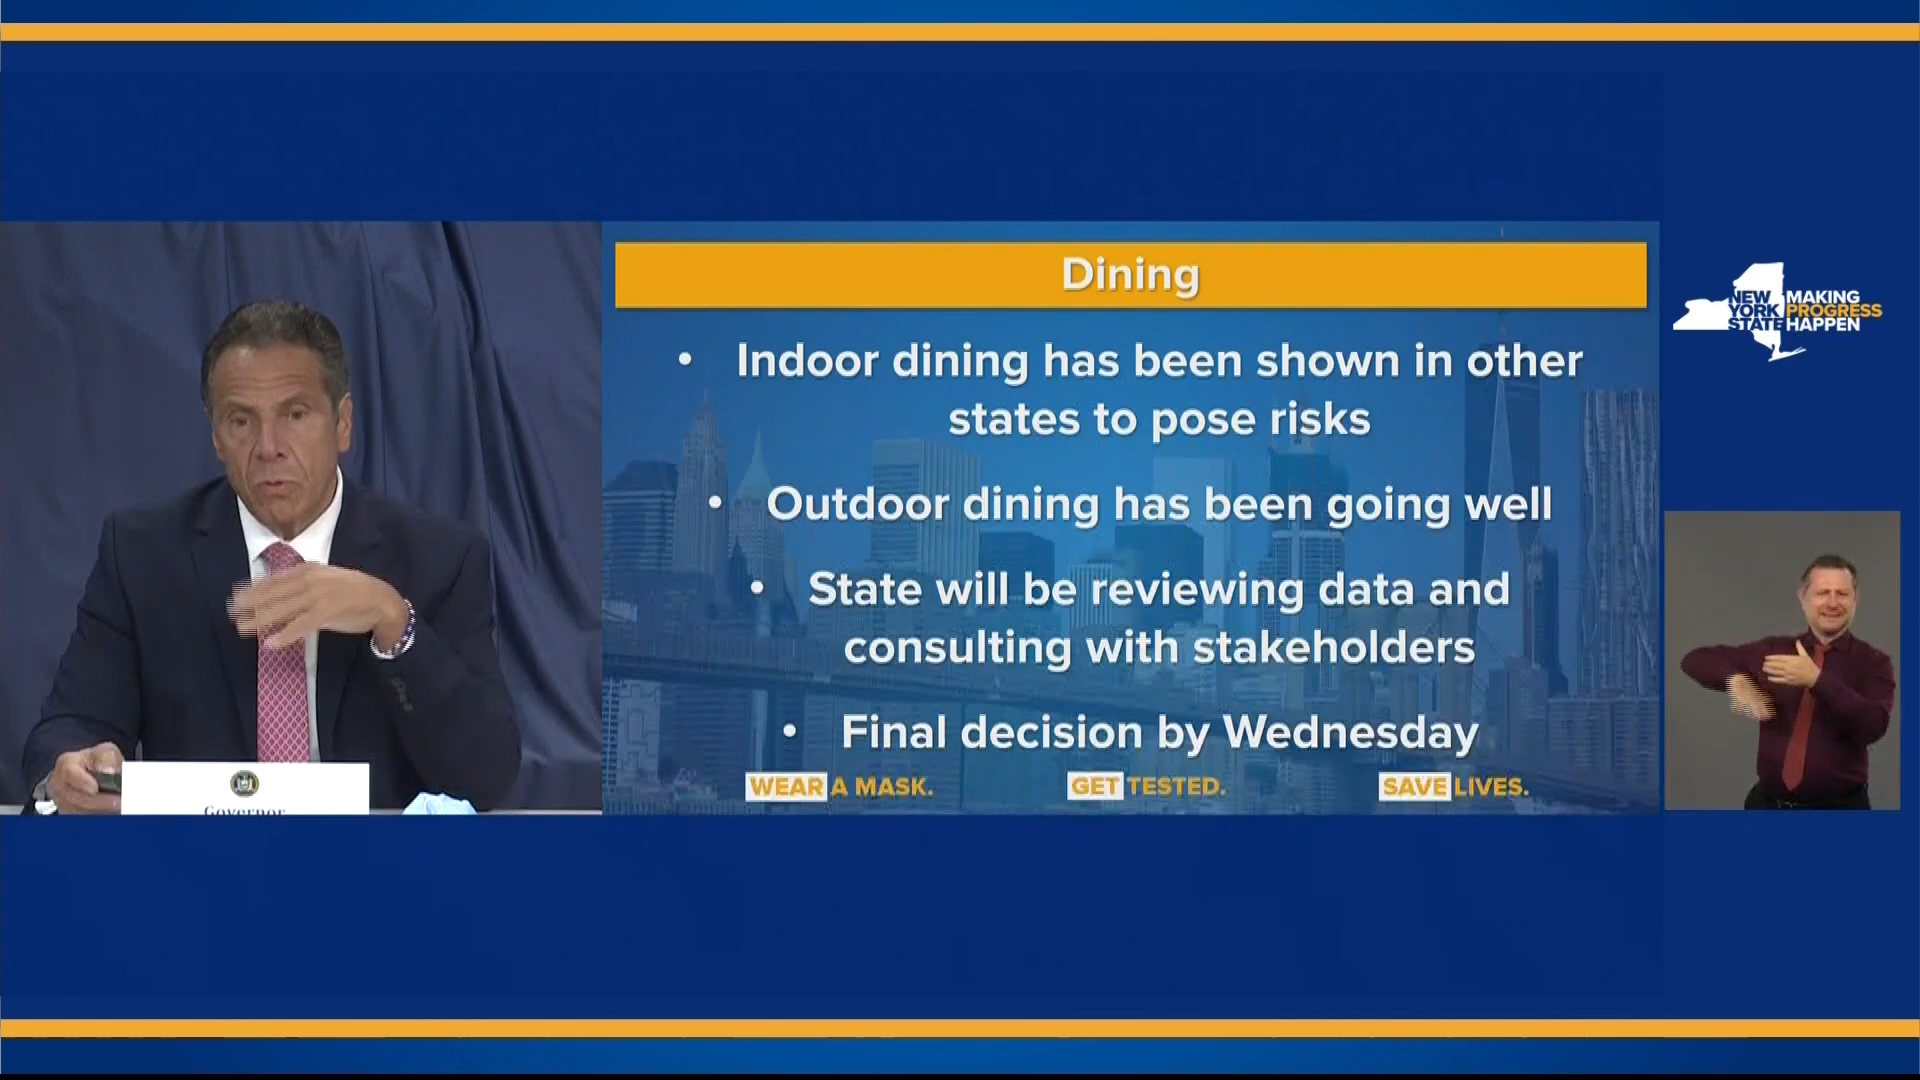 Dining
• Indoor dining has been shown in other
states to pose risks
• Outdoor dining has been going well
• State will be reviewing data and
consulting with stakeholders
• Final decision by Wednesday
WEAR A MASK. GET TESTED. SAVE LIVES.
Governor
NEW YORK STATE
MAKING PROGRESS HAPPEN